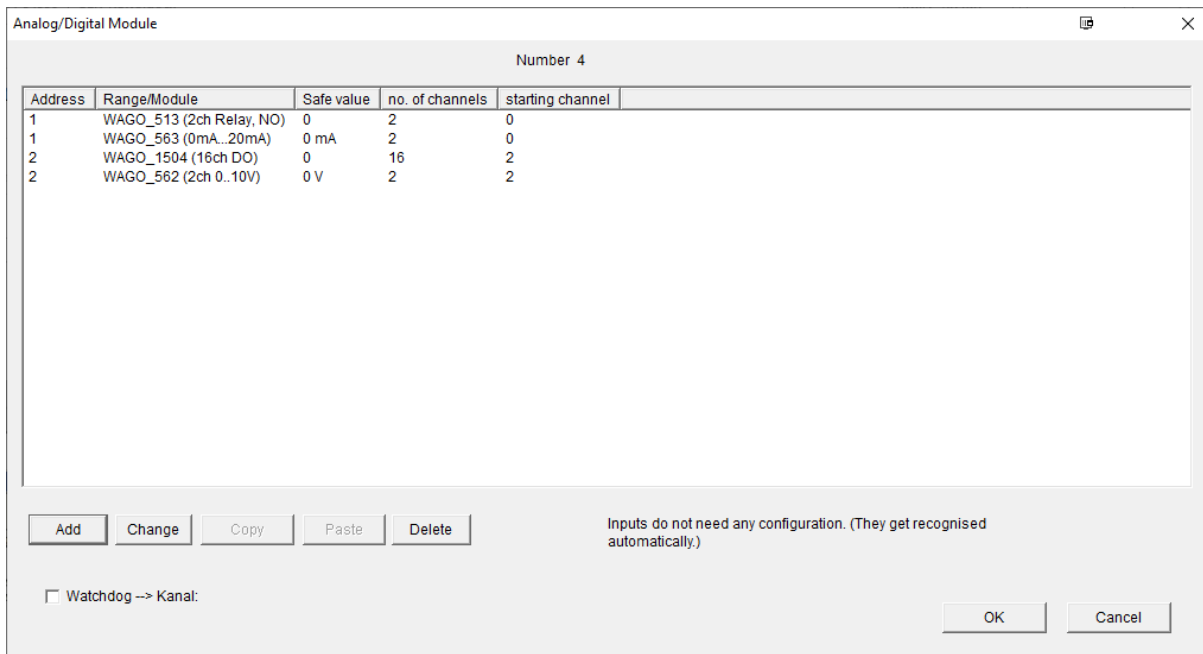 Analog/Digital Module
Number 4
Address Range/Module Safe value no. of channels starting channel
1 WAGO_513 (2ch Relay, NO) 0 2 0
1 WAGO_563 (0mA...20mA) 0 mA 2 0
2 WAGO_1504 (16ch DO) 0 16 2
2 WAGO_562 (2ch 0..10V) 0 V 2 2
Add Change Copy Paste Delete
Inputs do not need any configuration. (They get recognised
automatically.)
Watchdog --> Kanal:
OK Cancel